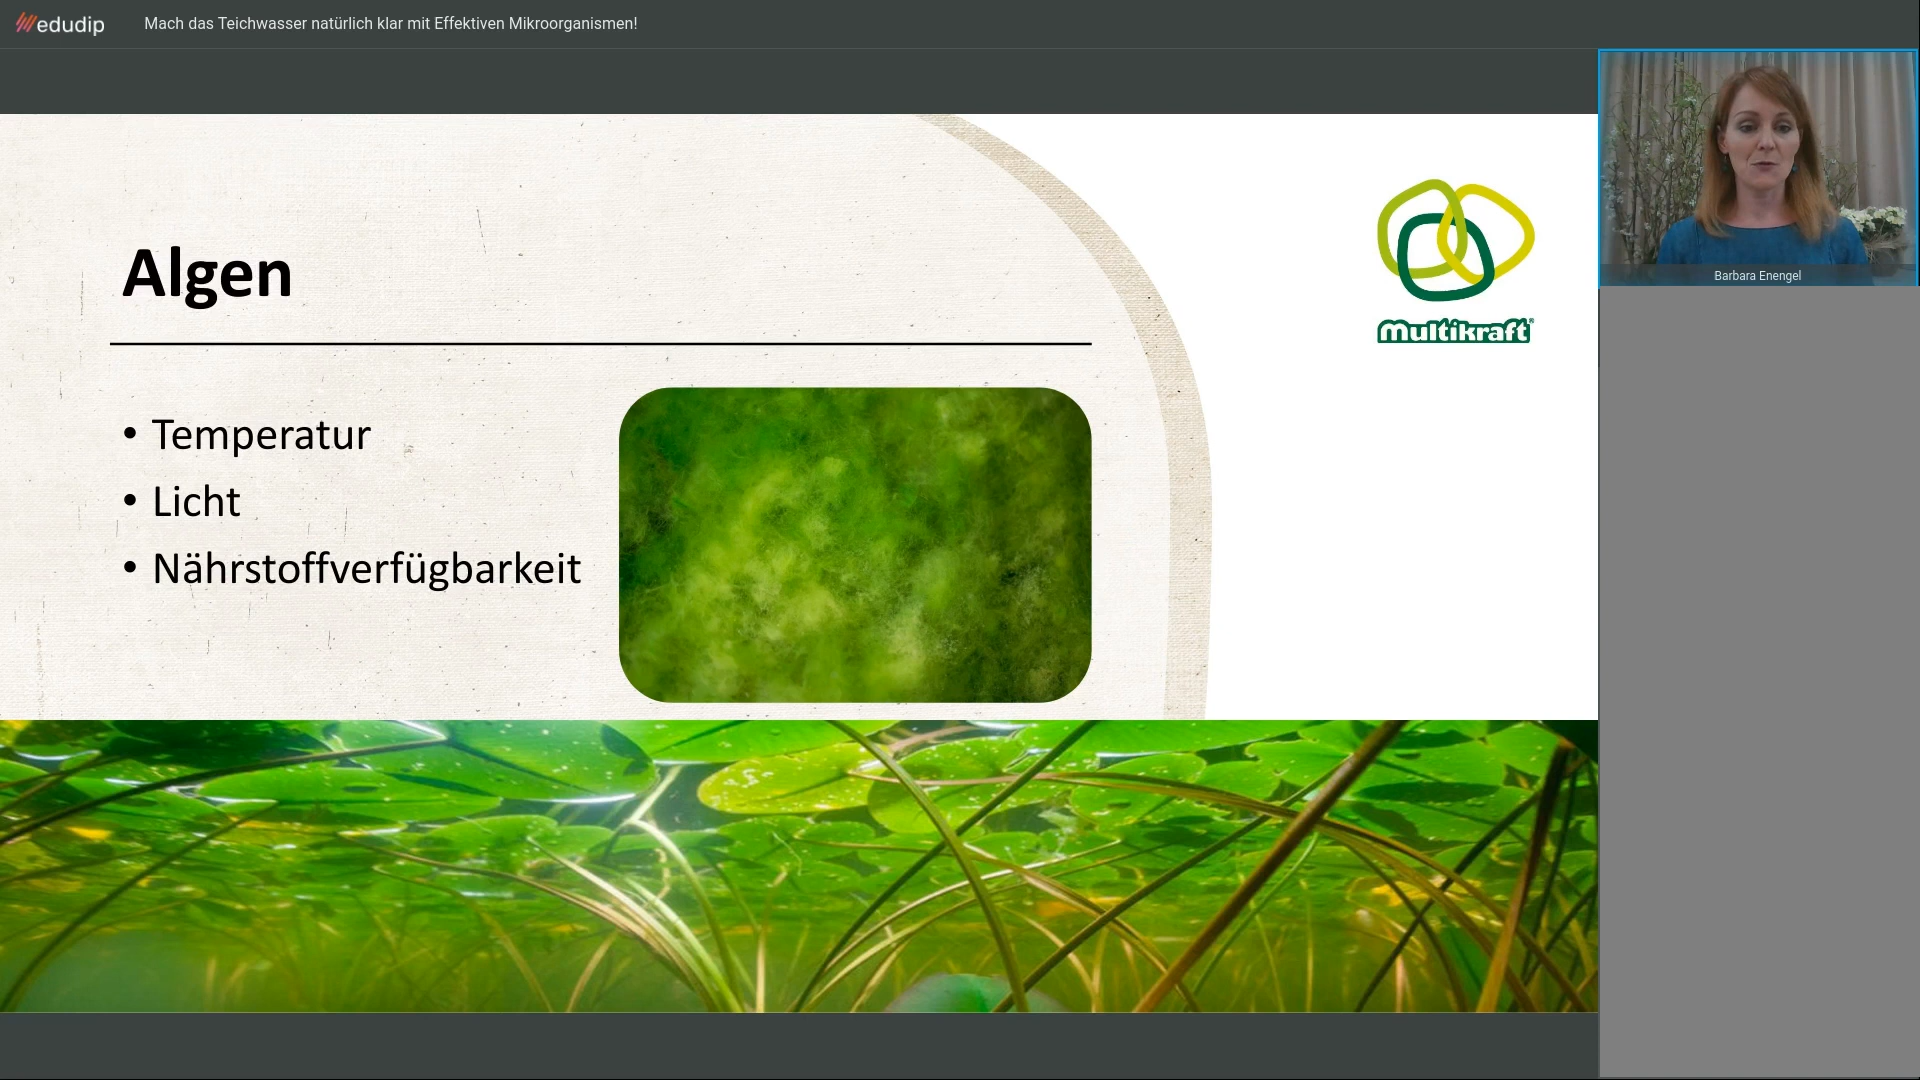 edudip
Mach das Teichwasser natürlich klar mit Effektiven Mikroorganismen!
Algen
• Temperatur
• Licht
• Nährstoffverfügbarkeit
multikraft®
Barbara Enengel